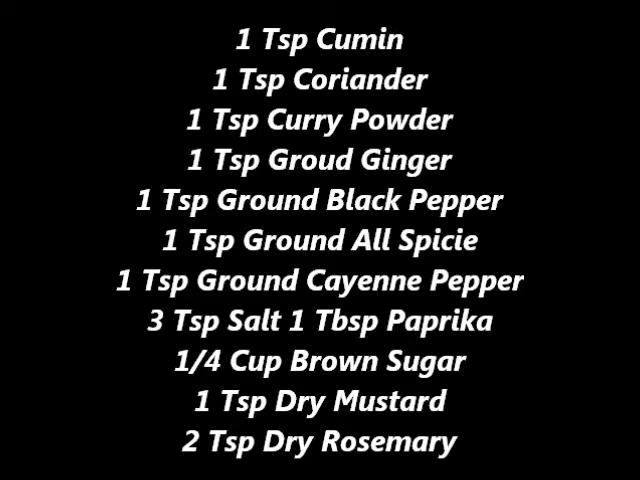 1 Tsp Cumin
1 Tsp Coriander
1 Tsp Curry Powder
1 Tsp Groud Ginger
1 Tsp Ground Black Pepper
1 Tsp Ground All Spicie
1 Tsp Ground Cayenne Pepper
3 Tsp Salt 1 Tbsp Paprika
1/4 Cup Brown Sugar
1 Tsp Dry Mustard
2 Tsp Dry Rosemary